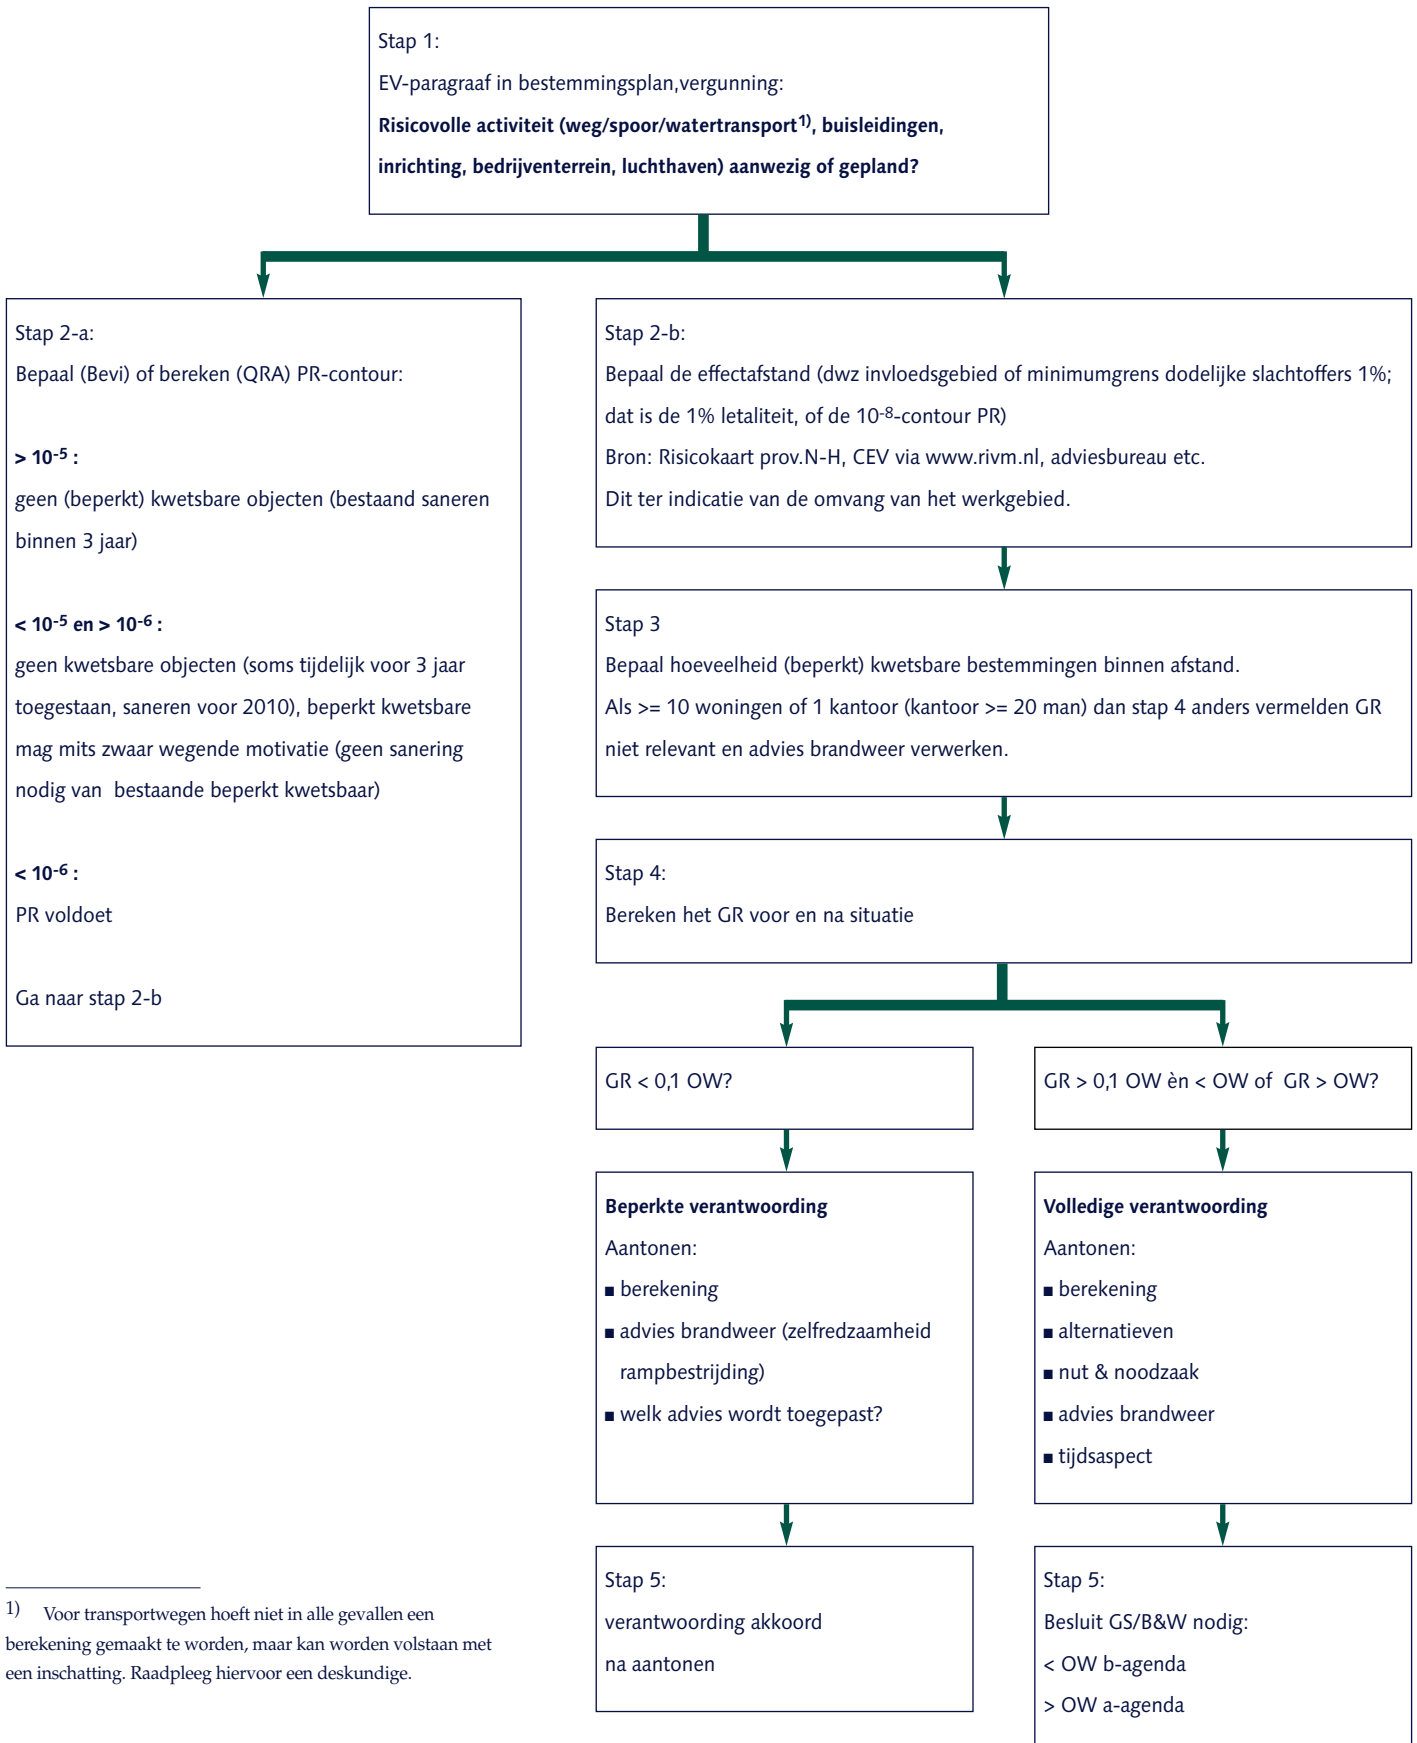 Stap 1:
EV-paragraaf in bestemmingsplan,vergunning:
Risicovolle activiteit (weg/spoor/watertransport1), buisleidingen,
inrichting, bedrijventerrein, luchthaven) aanwezig of gepland?
Stap 2-a:
Bepaal (Bevi) of bereken (QRA) PR-contour:
> 10-5 :
geen (beperkt) kwetsbare objecten (bestaand saneren
binnen 3 jaar)
< 10-5 en > 10-6 :
geen kwetsbare objecten (soms tijdelijk voor 3 jaar
toegestaan, saneren voor 2010), beperkt kwetsbare
mag mits zwaar wegende motivatie (geen sanering
nodig van bestaande beperkt kwetsbaar)
< 10-6 :
PR voldoet
Ga naar stap 2-b
Stap 2-b:
Bepaal de effectafstand (dwz invloedsgebied of minimumgrens dodelijke slachtoffers 1%;
dat is de 1% letaliteit, of de 10-8-contour PR)
Bron: Risicokaart prov.N-H, CEV via www.rivm.nl, adviesbureau etc.
Dit ter indicatie van de omvang van het werkgebied.
Stap 3
Bepaal hoeveelheid (beperkt) kwetsbare bestemmingen binnen afstand.
Als >= 10 woningen of 1 kantoor (kantoor >= 20 man) dan stap 4 anders vermelden GR
niet relevant en advies brandweer verwerken.
Stap 4:
Bereken het GR voor en na situatie
GR < 0,1 OW?
GR > 0,1 OW èn < OW of GR > OW?
Beperkte verantwoording
Aantonen:
■ berekening
■ advies brandweer (zelfredzaamheid
rampbestrijding)
■ welk advies wordt toegepast?
Volledige verantwoording
Aantonen:
■ berekening
■ alternatieven
■ nut & noodzaak
■ advies brandweer
■ tijdsaspect
Stap 5:
verantwoording akkoord
na aantonen
Stap 5:
Besluit GS/B&W nodig:
< OW b-agenda
> OW a-agenda
1) Voor transportwegen hoeft niet in alle gevallen een
berekening gemaakt te worden, maar kan worden volstaan met
een inschatting. Raadpleeg hiervoor een deskundige.